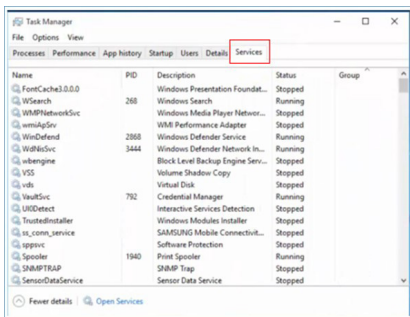 Task Manager
File Options View
Processes Performance App history Startup Users Details Services
Name PID Description Status Group
FontCache3.0.0.0 Windows Presentation Foundat... Stopped
WSearch 268 Windows Search Running
WMPNetworkSvc Windows Media Player Networ... Stopped
wmiApSrv WMI Performance Adapter Stopped
WinDefend 2868 Windows Defender Service Running
WdNisSvc 3444 Windows Defender Network In... Running
wbengine Block Level Backup Engine Serv... Stopped
VSS Volume Shadow Copy Stopped
vds Virtual Disk Stopped
VaultSvc 792 Credential Manager Running
UI0Detect Interactive Services Detection Stopped
TrustedInstaller Windows Modules Installer Stopped
ss_conn_service SAMSUNG Mobile Connectivit... Stopped
sppsvc Software Protection Stopped
Spooler 1940 Print Spooler Running
SNMPTRAP SNMP Trap Stopped
SensorDataService Sensor Data Service Stopped
Fewer details Open Services